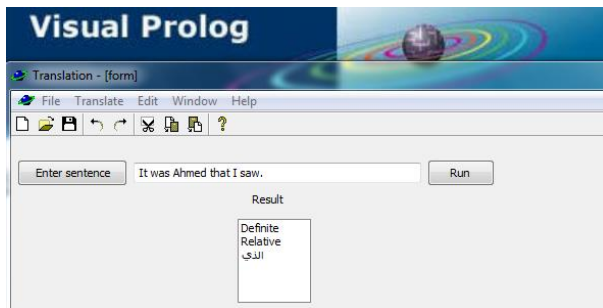 Visual Prolog
Translation - [form]
File Translate Edit Window Help
Enter sentence It was Ahmed that I saw. Run
Result
Definite
Relative
الذي